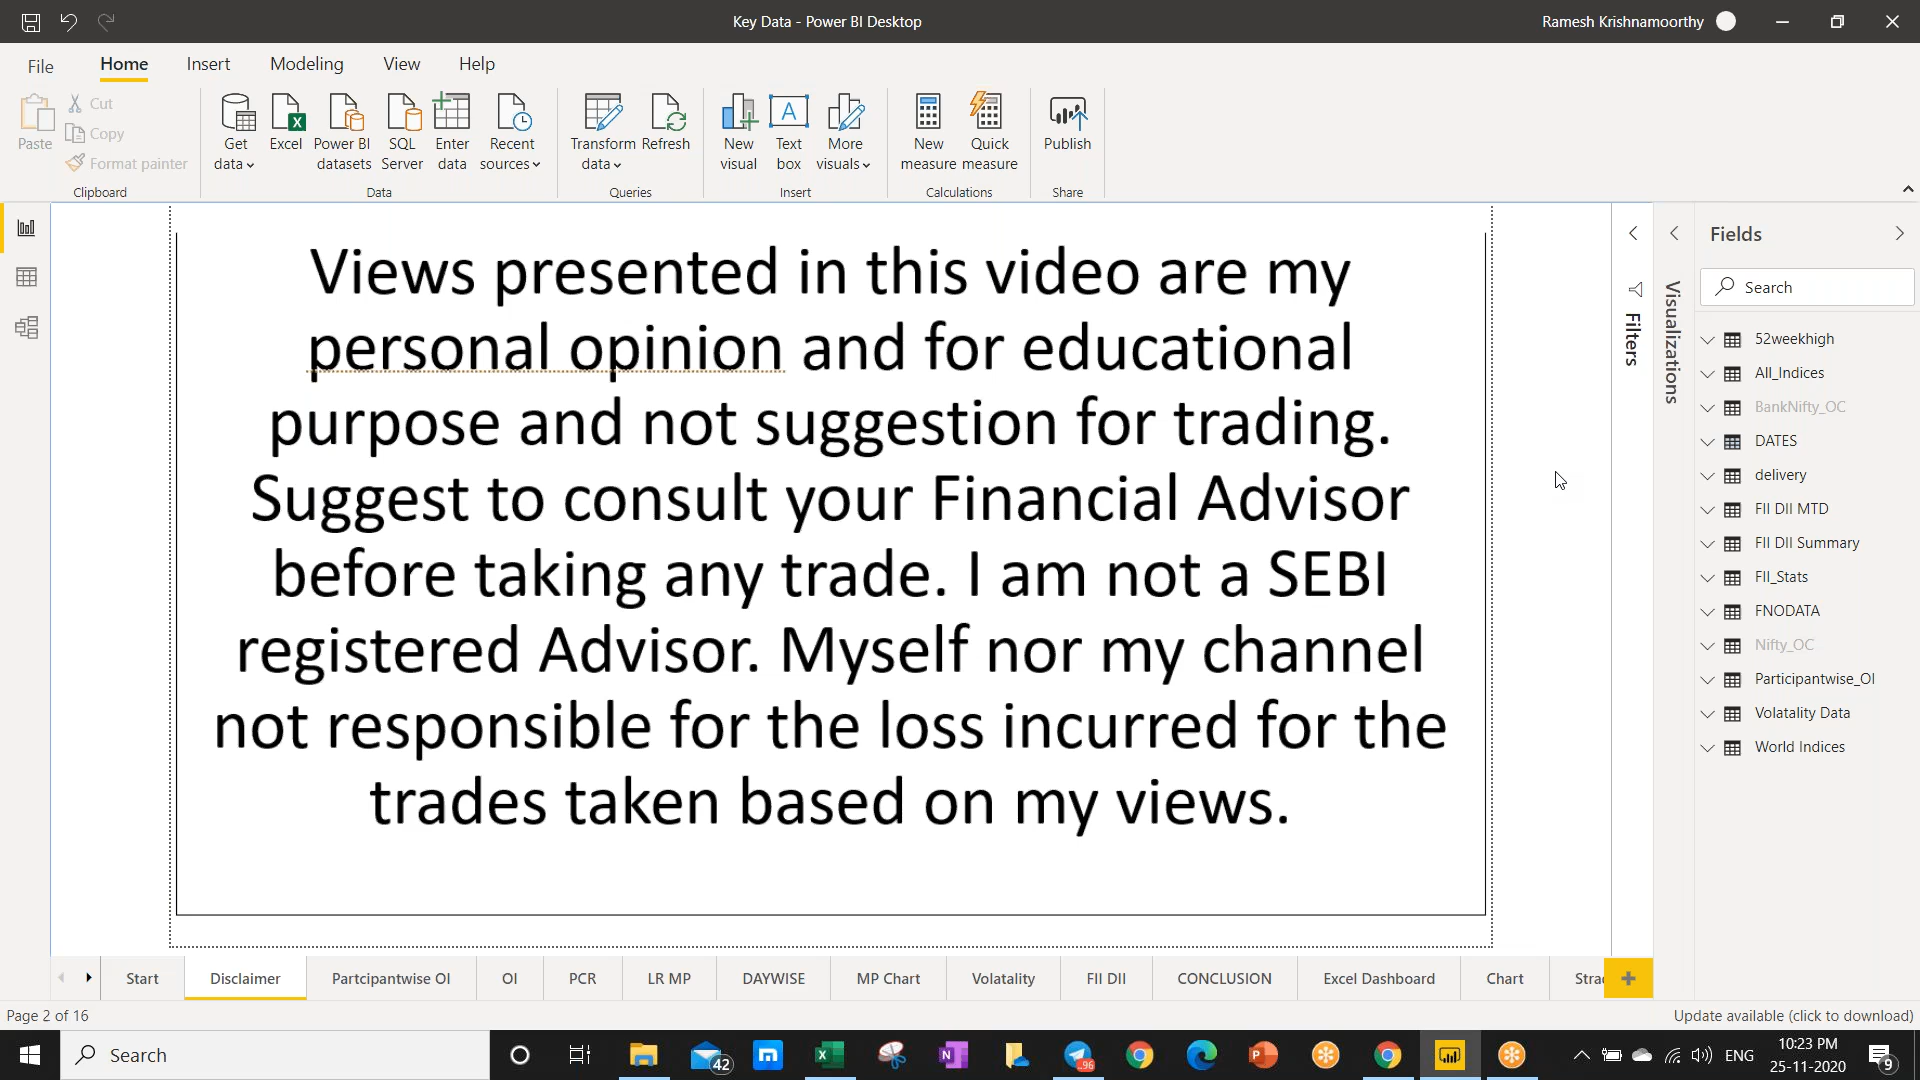 Key Data - Power BI Desktop
Ramesh Krishnamoorthy
File
Home
Insert
Modeling
View
Help
Paste
Cut
Copy
Format painter
Clipboard
Get data
Excel
Power BI datasets
SQL Server
Enter data
Recent sources
Data
Transform data
Refresh
Queries
New visual
Text box
More visuals
Insert
New measure
Quick measure
Calculations
Publish
Share
Views presented in this video are my
personal opinion and for educational
purpose and not suggestion for trading.
Suggest to consult your Financial Advisor
before taking any trade. I am not a SEBI
registered Advisor. Myself nor my channel
not responsible for the loss incurred for the
trades taken based on my views.
Filters
Visualizations
Fields
Search
52weekhigh
All_Indices
BankNifty_OC
DATES
delivery
FII DII MTD
FII DII Summary
FII_Stats
FNODATA
Nifty_OC
Participantwise_OI
Volatality Data
World Indices
Start
Disclaimer
Partcipantwise OI
OI
PCR
LR MP
DAYWISE
MP Chart
Volatality
FII DII
CONCLUSION
Excel Dashboard
Chart
Stra
Page 2 of 16
Update available (click to download)
Search
42
96
ENG
10:23 PM
25-11-2020
9